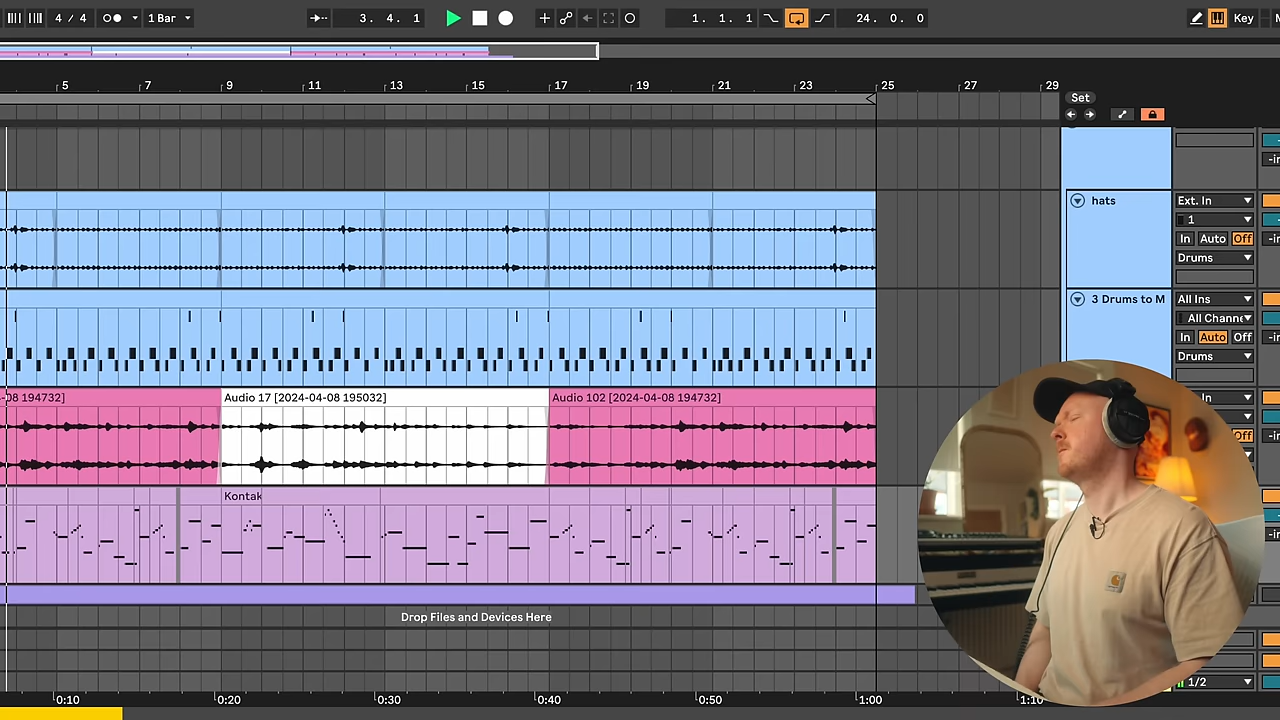 4 / 4
1 Bar
3. 4. 1
1. 1. 1
24. 0. 0
Key
5 7 9 11 13 15 17 19 21 23 25 27 29
Set
hats
Ext. In
1
In Auto Off
Drums
3 Drums to M
All Ins
All Channe
In Auto Off
Drums
-08 194732]
Audio 17 [2024-04-08 195032]
Audio 102 [2024-04-08 194732]
In
Off
Kontak
Drop Files and Devices Here
1/2
0:10 0:20 0:30 0:40 0:50 1:00 1:10